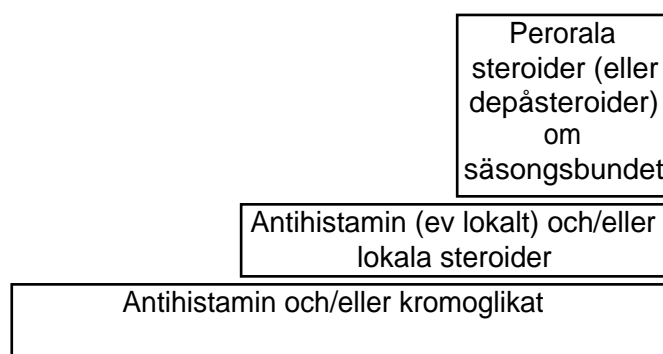 Perorala
steroider (eller
depåsteroider)
om
säsongsbundet
Antihistamin (ev lokalt) och/eller
lokala steroider
Antihistamin och/eller kromoglikat